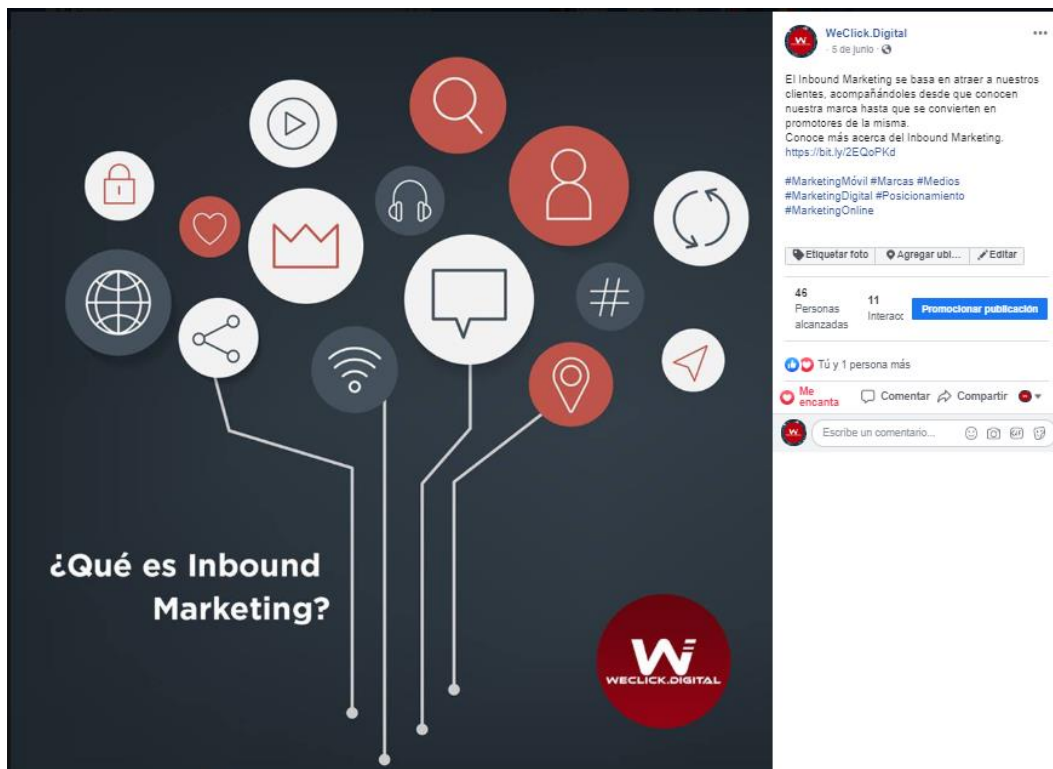 ¿Qué es Inbound
Marketing?
WECLICK.DIGITAL
WeClick.Digital
5 de junio ·
El Inbound Marketing se basa en atraer a nuestros
clientes, acompañándoles desde que conocen
nuestra marca hasta que se convierten en
promotores de la misma.
Conoce más acerca del Inbound Marketing.
https://bit.ly/2EQoPKd
#MarketingMóvil #Marcas #Medios
#MarketingDigital #Posicionamiento
#MarketingOnline
Etiquetar foto Agregar ubi... Editar
46
Personas
alcanzadas
11
Interacc
Promocionar publicación
Tú y 1 persona más
Me
encanta
Comentar Compartir
Escribe un comentario...
GIF